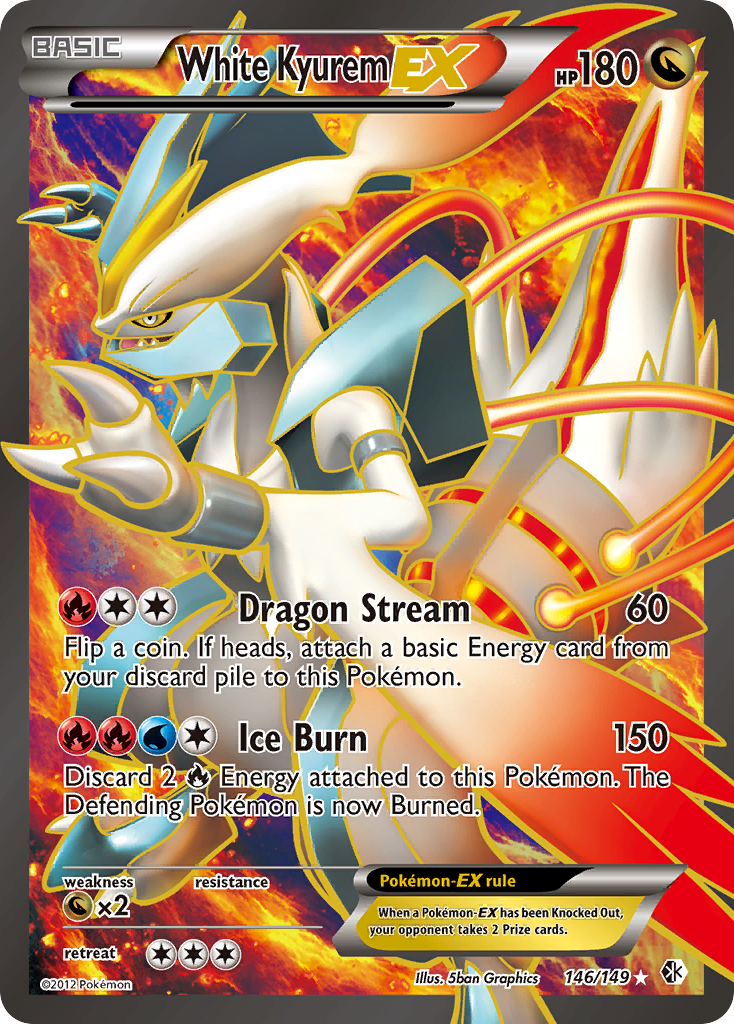 BASIC
White Kyurem EX
HP180
Dragon Stream 60
Flip a coin. If heads, attach a basic Energy card from
your discard pile to this Pokémon.
Ice Burn 150
Discard 2 Energy attached to this Pokémon. The
Defending Pokémon is now Burned.
weakness resistance
×2
retreat
Pokémon-EX rule
When a Pokémon-EX has been Knocked Out,
your opponent takes 2 Prize cards.
©2012 Pokémon
Illus. 5ban Graphics 146/149